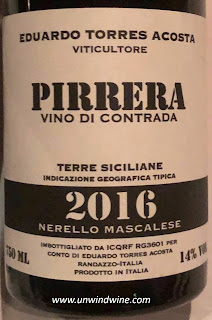 EDUARDO TORRES ACOSTA
VITICULTORE
PIRRERA
VINO DI CONTRADA
TERRE SICILIANE
INDICAZIONE GEOGRAFICA TIPICA
2016
NERELLO MASCALESE
IMBOTTIGLIATO DA ICQRF RG3601 PER
750 ML CONTO DI EDUARDO TORRES ACOSTA 14% VOL
RANDAZZO-ITALIA
PRODOTTO IN ITALIA
www.unwindwine.com